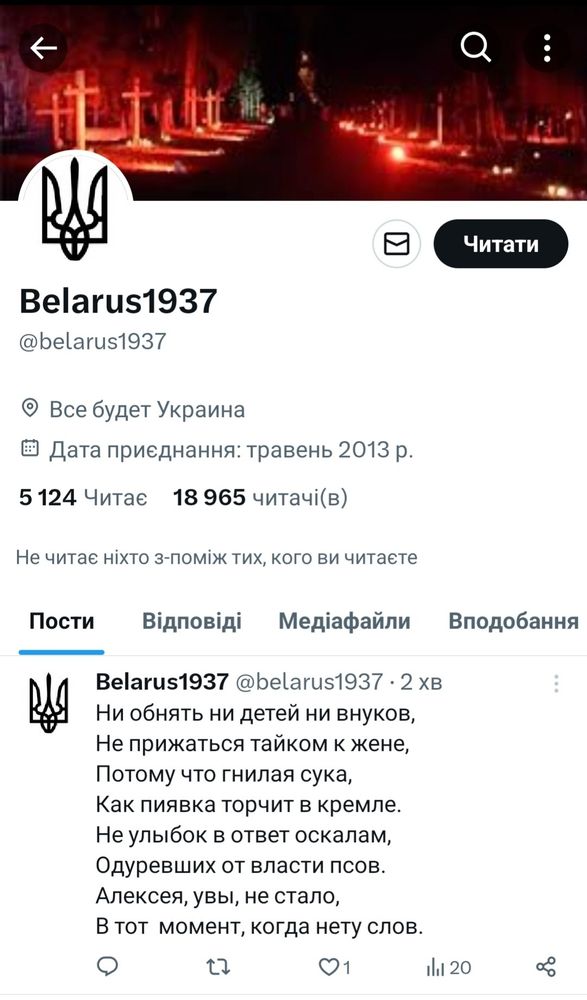 Читати
Belarus1937
@belarus1937
Все будет Украина
Дата приєднання: травень 2013 р.
5 124 Читає 18 965 читачі(в)
Не читає ніхто з-поміж тих, кого ви читаєте
Пости Відповіді Медіафайли Вподобання
Belarus1937 @belarus1937 · 2 хв
Ни обнять ни детей ни внуков,
Не прижаться тайком к жене,
Потому что гнилая сука,
Как пиявка торчит в кремле.
Не улыбок в ответ оскалам,
Одуревших от власти псов.
Алексея, увы, не стало,
В тот  момент, когда нету слов.
1 20